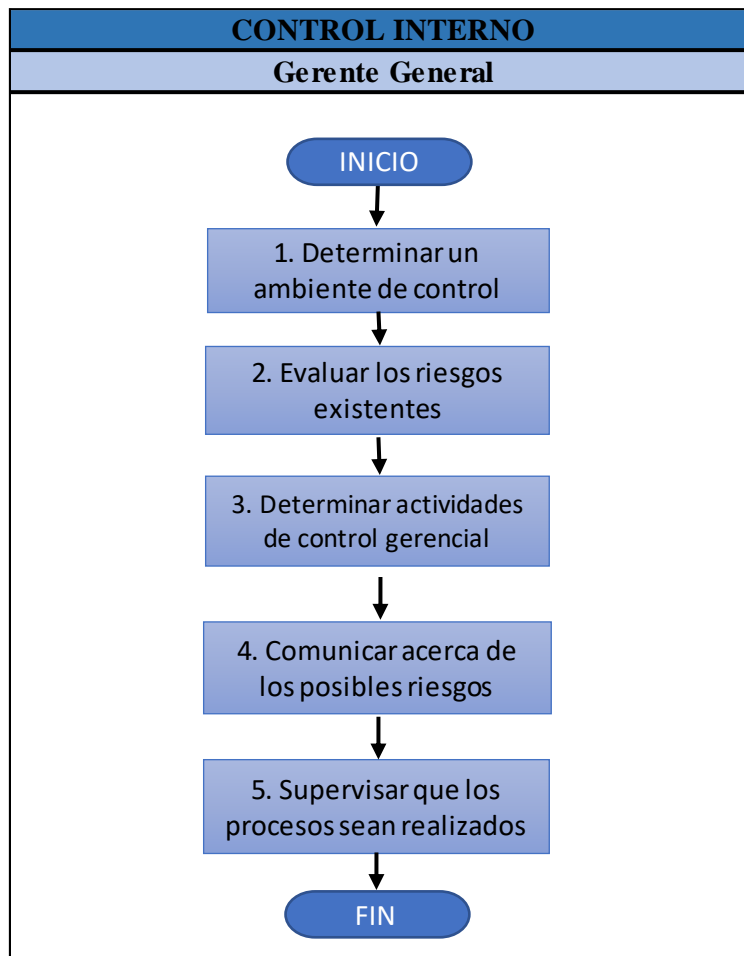 CONTROL INTERNO
Gerente General
INICIO
1. Determinar un
ambiente de control
2. Evaluar los riesgos
existentes
3. Determinar actividades
de control gerencial
4. Comunicar acerca de
los posibles riesgos
5. Supervisar que los
procesos sean realizados
FIN